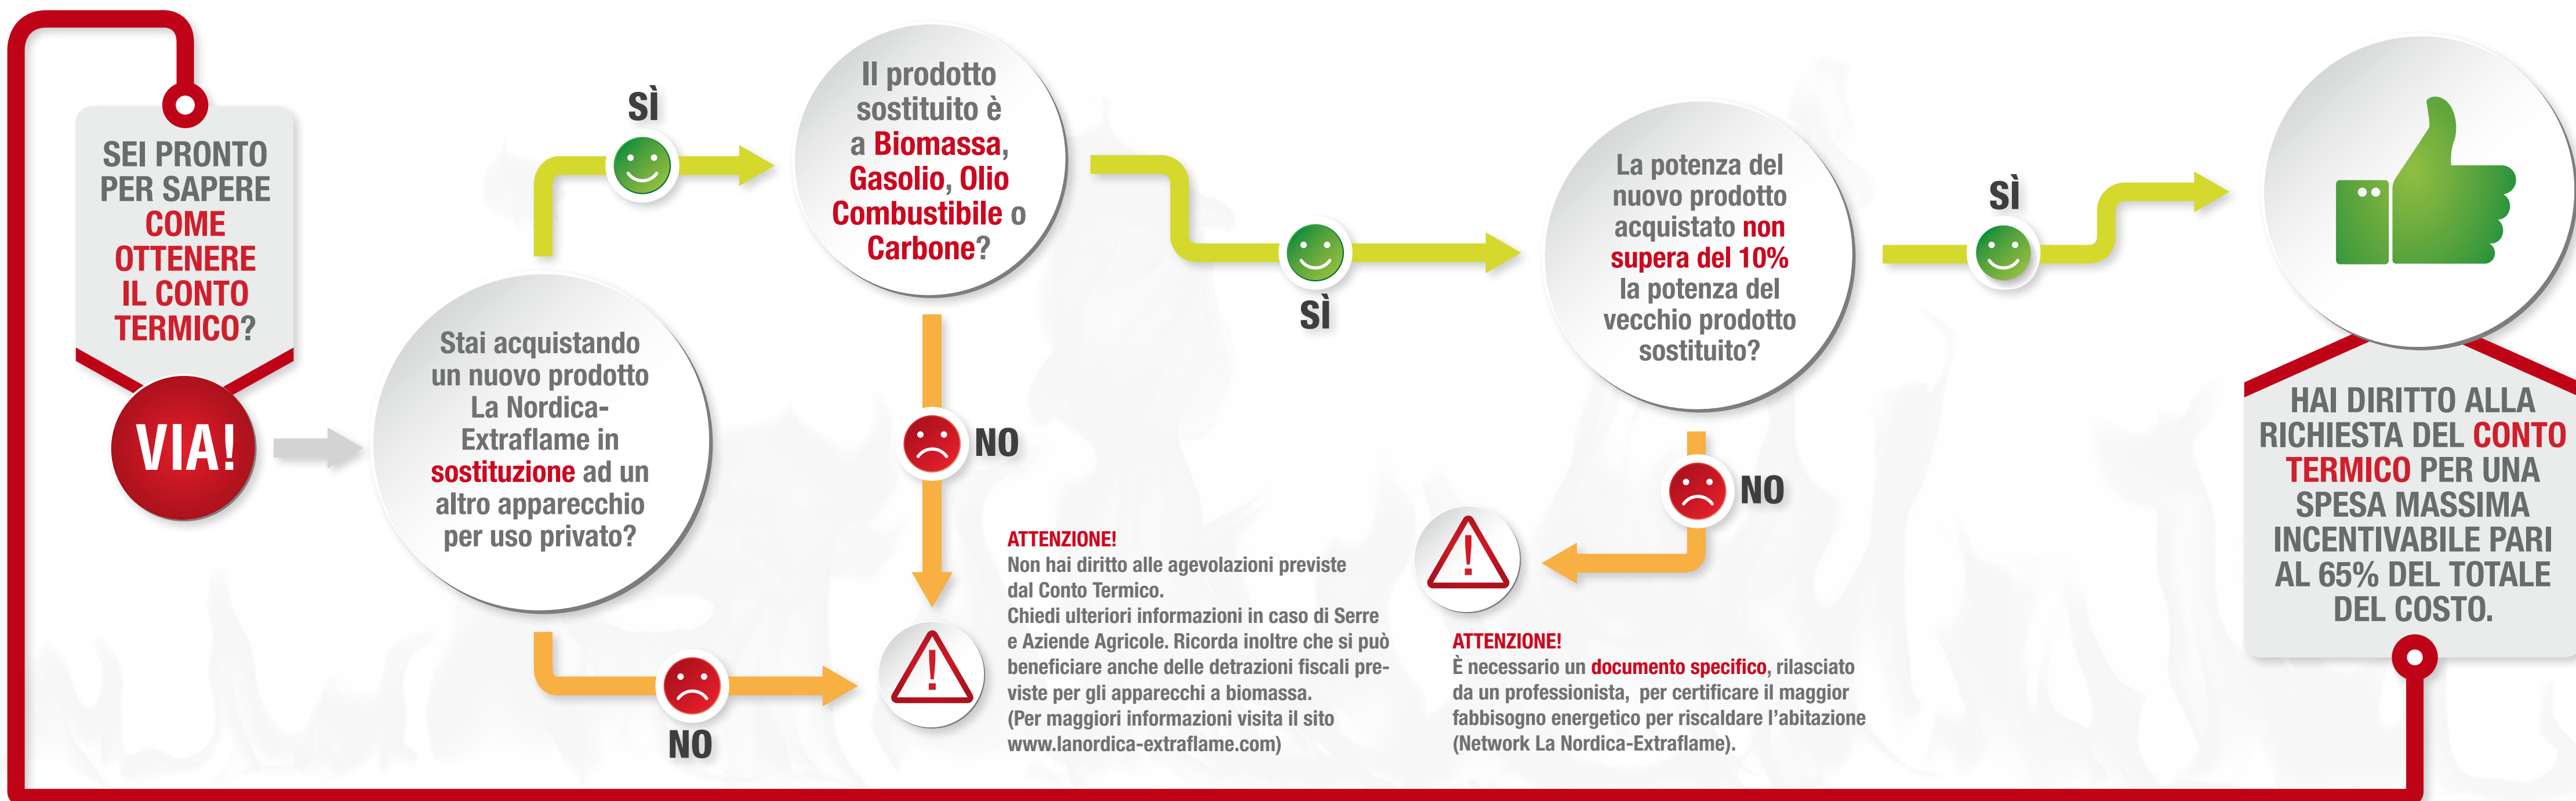 SEI PRONTO
PER SAPERE
COME
OTTENERE
IL CONTO
TERMICO?
VIA!
Stai acquistando
un nuovo prodotto
La Nordica-
Extraflame in
sostituzione ad un
altro apparecchio
per uso privato?
SÌ
NO
Il prodotto
sostituito è
a Biomassa,
Gasolio, Olio
Combustibile o
Carbone?
SÌ
NO
ATTENZIONE!
Non hai diritto alle agevolazioni previste
dal Conto Termico.
Chiedi ulteriori informazioni in caso di Serre
e Aziende Agricole. Ricorda inoltre che si può
beneficiare anche delle detrazioni fiscali pre-
viste per gli apparecchi a biomassa.
(Per maggiori informazioni visita il sito
www.lanordica-extraflame.com)
La potenza del
nuovo prodotto
acquistato non
supera del 10%
la potenza del
vecchio prodotto
sostituito?
SÌ
NO
ATTENZIONE!
È necessario un documento specifico, rilasciato
da un professionista, per certificare il maggior
fabbisogno energetico per riscaldare l'abitazione
(Network La Nordica-Extraflame).
HAI DIRITTO ALLA
RICHIESTA DEL CONTO
TERMICO PER UNA
SPESA MASSIMA
INCENTIVABILE PARI
AL 65% DEL TOTALE
DEL COSTO.